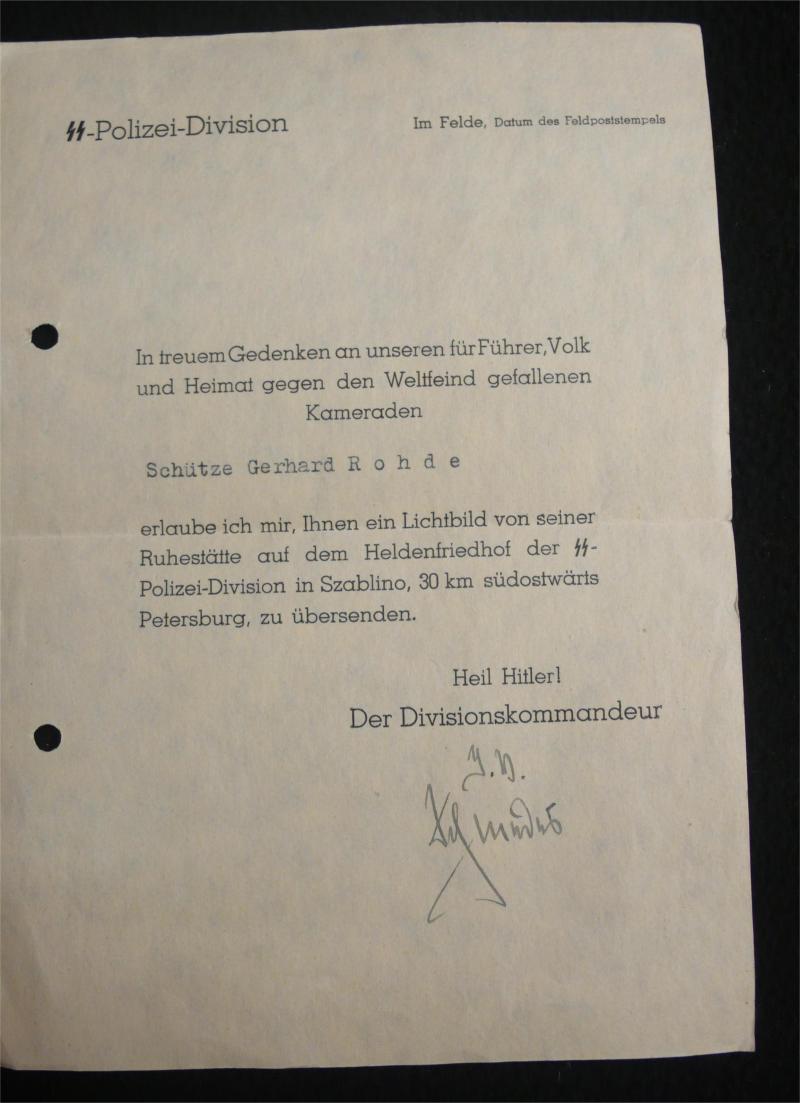 ᛋᛋ-Polizei-Division
Im Felde, Datum des Feldpoststempels
In treuem Gedenken an unseren für Führer, Volk
und Heimat gegen den Weltfeind gefallenen
Kameraden
Schütze Gerhard R o h d e
erlaube ich mir, Ihnen ein Lichtbild von seiner
Ruhestätte auf dem Heldenfriedhof der ᛋᛋ-
Polizei-Division in Szablino, 30 km südostwärts
Petersburg, zu übersenden.
Heil Hitler!
Der Divisionskommandeur
I.V.